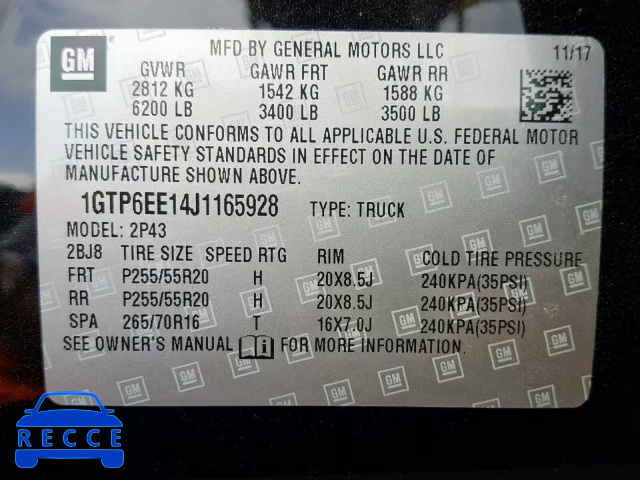 GM
MFD BY GENERAL MOTORS LLC 11/17
GVWR GAWR FRT GAWR RR
2812 KG 1542 KG 1588 KG
6200 LB 3400 LB 3500 LB
THIS VEHICLE CONFORMS TO ALL APPLICABLE U.S. FEDERAL MOTOR
VEHICLE SAFETY STANDARDS IN EFFECT ON THE DATE OF
MANUFACTURE SHOWN ABOVE.
1GTP6EE14J1165928 TYPE: TRUCK
MODEL: 2P43
2BJ8 TIRE SIZE SPEED RTG RIM COLD TIRE PRESSURE
FRT P255/55R20 H 20X8.5J 240KPA(35PSI)
RR P255/55R20 H 20X8.5J 240KPA(35PSI)
SPA 265/70R16 T 16X7.0J 240KPA(35PSI)
SEE OWNER'S MANUAL FOR MORE INFORMATION.
RECCE